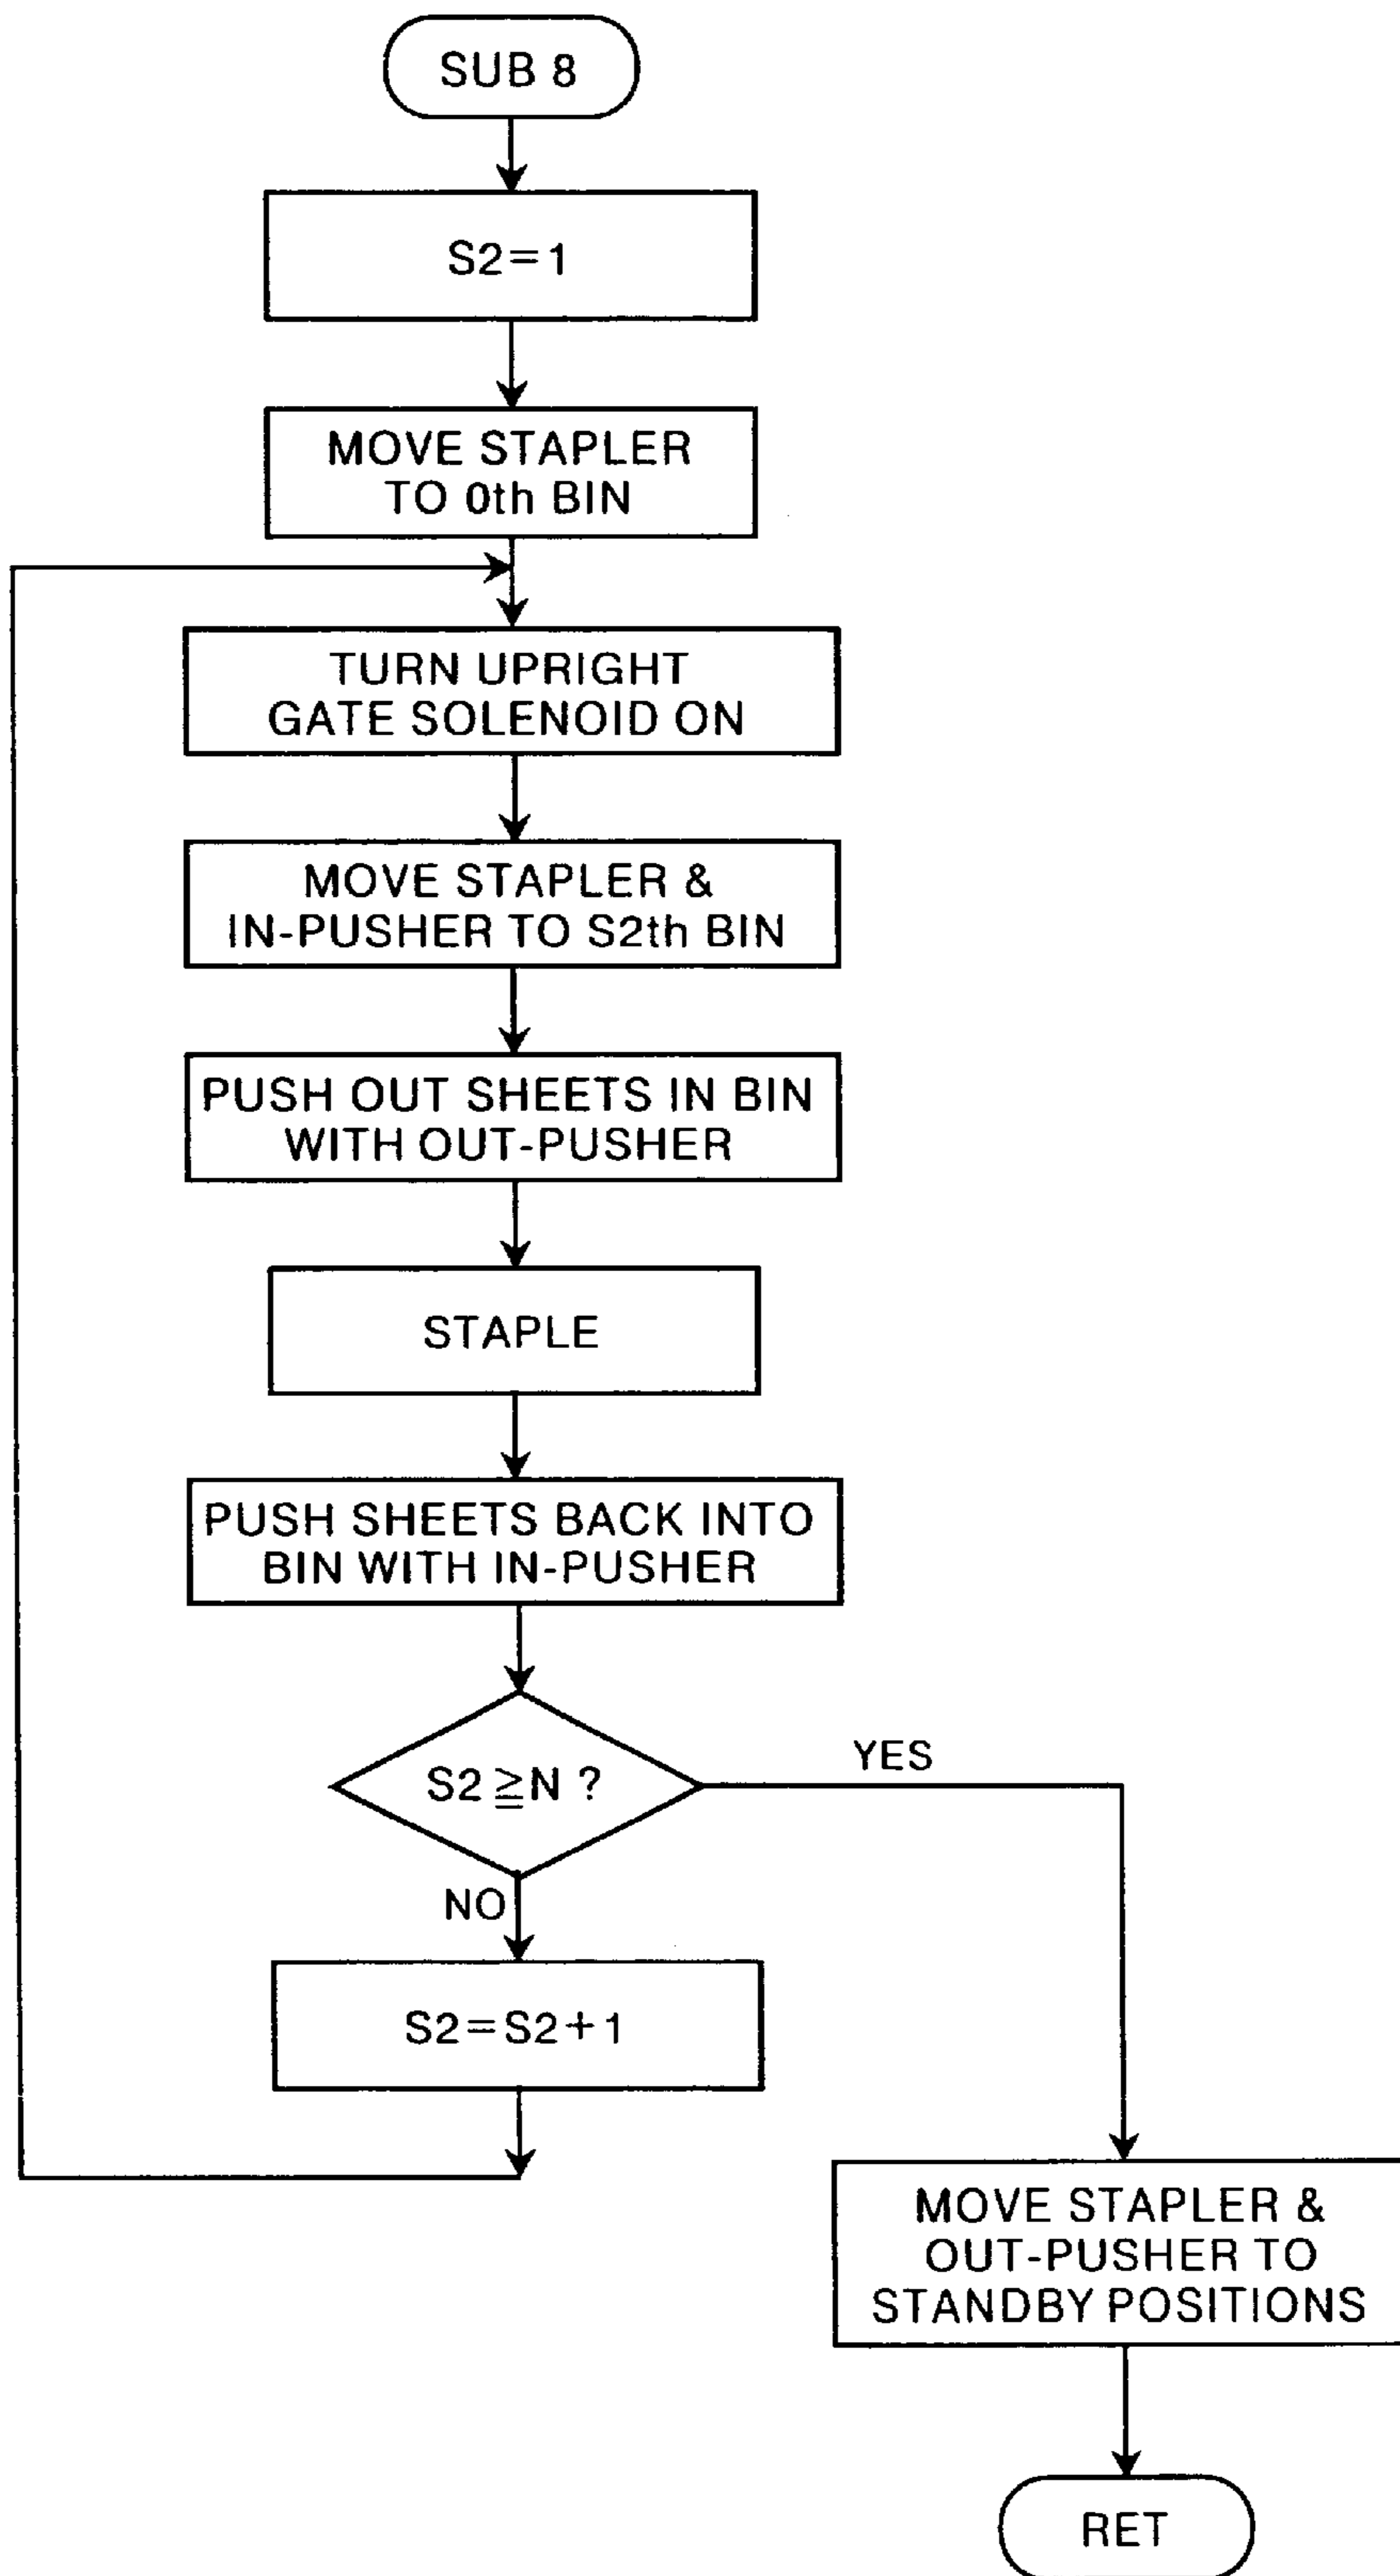 SUB 8
S2=1
MOVE STAPLER
TO 0th BIN
TURN UPRIGHT
GATE SOLENOID ON
MOVE STAPLER &
IN-PUSHER TO S2th BIN
PUSH OUT SHEETS IN BIN
WITH OUT-PUSHER
STAPLE
PUSH SHEETS BACK INTO
BIN WITH IN-PUSHER
S2≧N ?
YES
NO
S2=S2+1
MOVE STAPLER &
OUT-PUSHER TO
STANDBY POSITIONS
RET